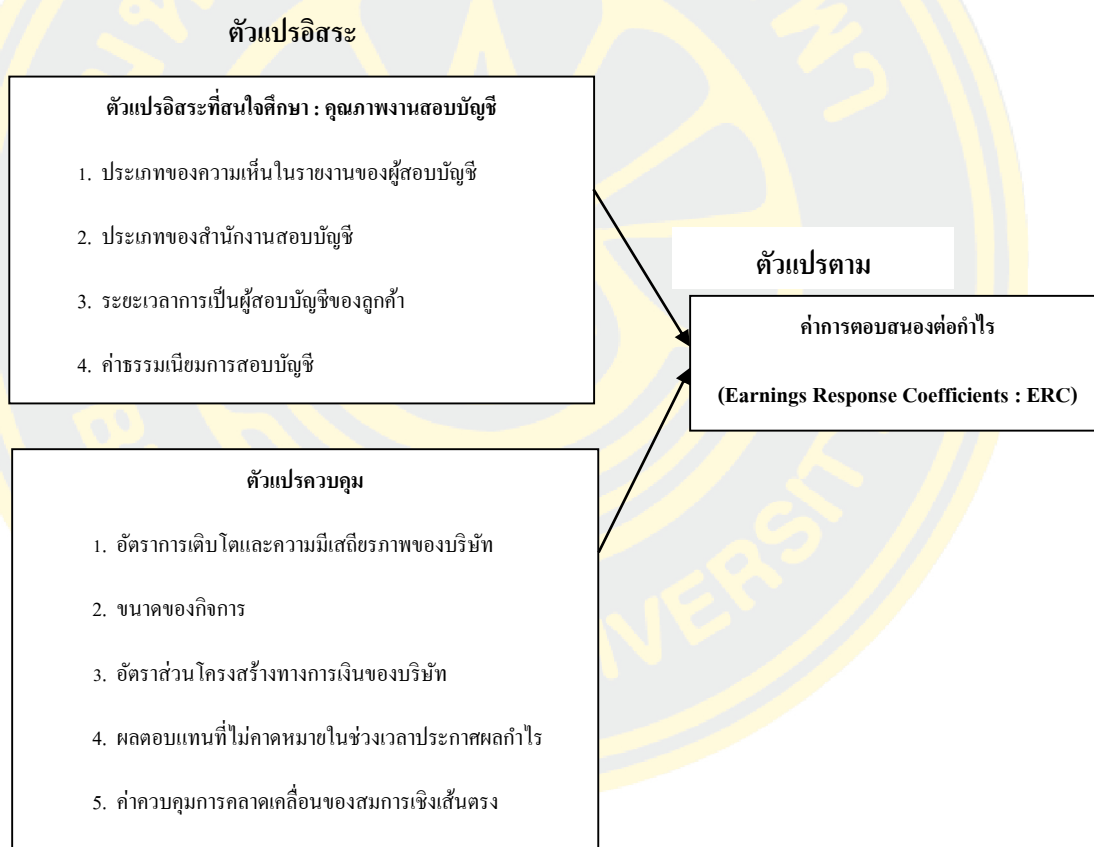 ตัวแปรอิสระ
ตัวแปรอิสระที่สนใจศึกษา : คุณภาพงานสอบบัญชี
1. ประเภทของความเห็นในรายงานของผู้สอบบัญชี
2. ประเภทของสำนักงานสอบบัญชี
3. ระยะเวลาการเป็นผู้สอบบัญชีของลูกค้า
4. ค่าธรรมเนียมการสอบบัญชี
ตัวแปรตาม
ค่าการตอบสนองต่อกำไร
(Earnings Response Coefficients : ERC)
ตัวแปรควบคุม
1. อัตราการเติบโตและความมีเสถียรภาพของบริษัท
2. ขนาดของกิจการ
3. อัตราส่วนโครงสร้างทางการเงินของบริษัท
4. ผลตอบแทนที่ไม่คาดหมายในช่วงเวลาประกาศผลกำไร
5. ค่าควบคุมการคลาดเคลื่อนของสมการเชิงเส้นตรง